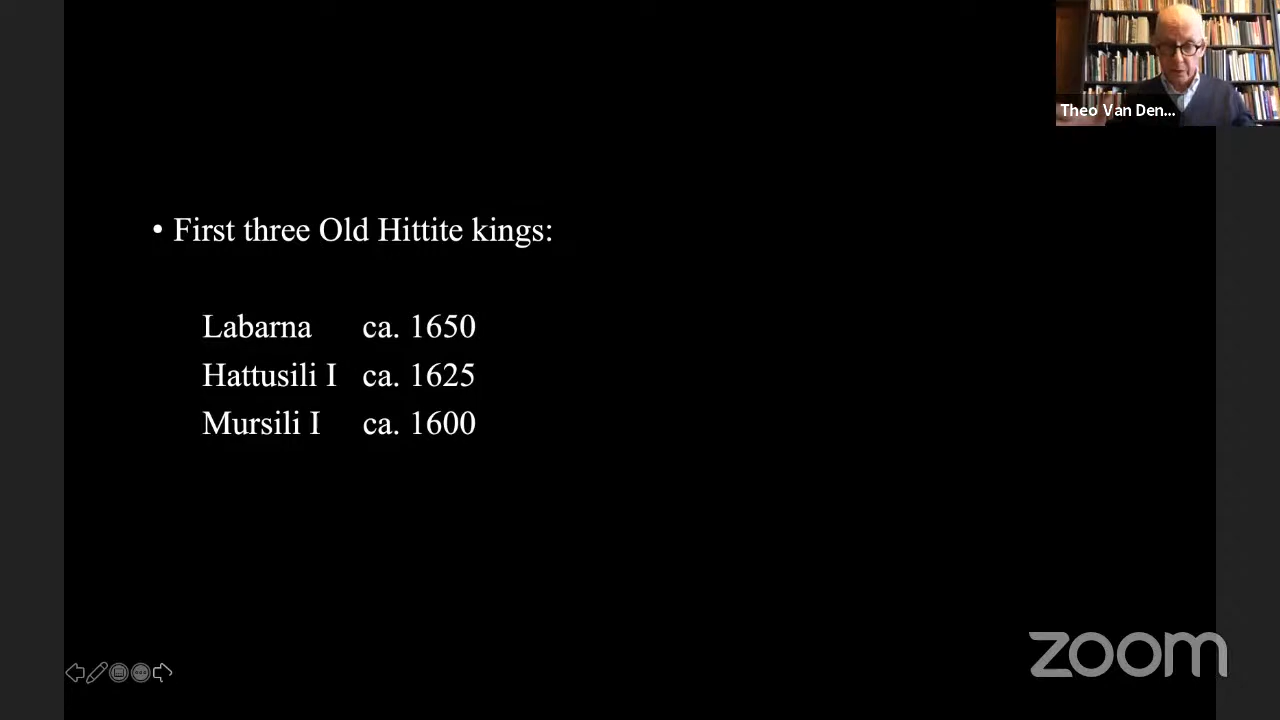 Theo Van Den...
• First three Old Hittite kings:
Labarna ca. 1650
Hattusili I ca. 1625
Mursili I ca. 1600
zoom